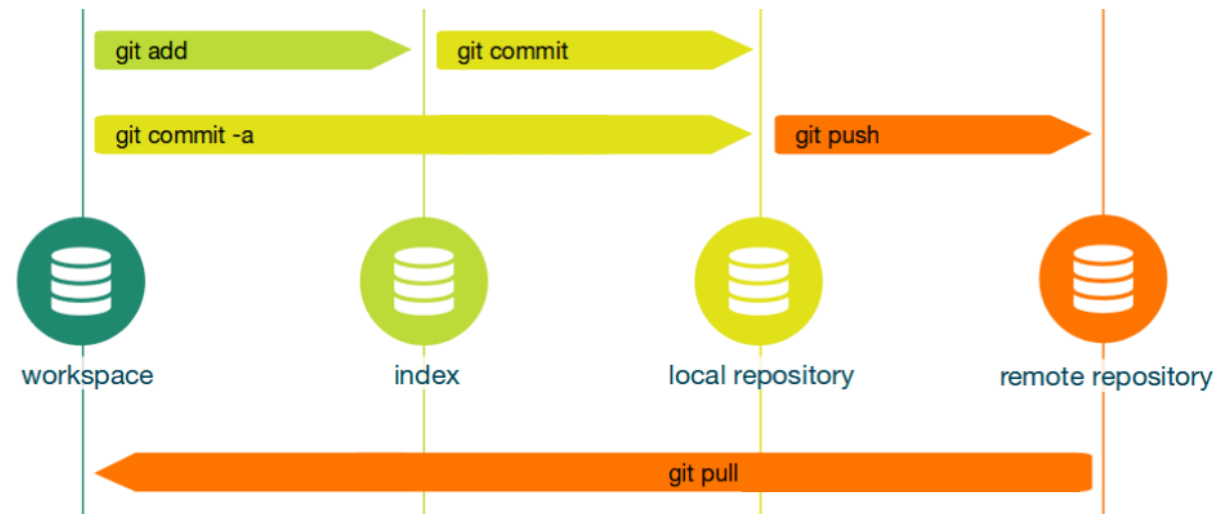 git add
git commit
git commit -a
git push
workspace
index
local repository
remote repository
git pull